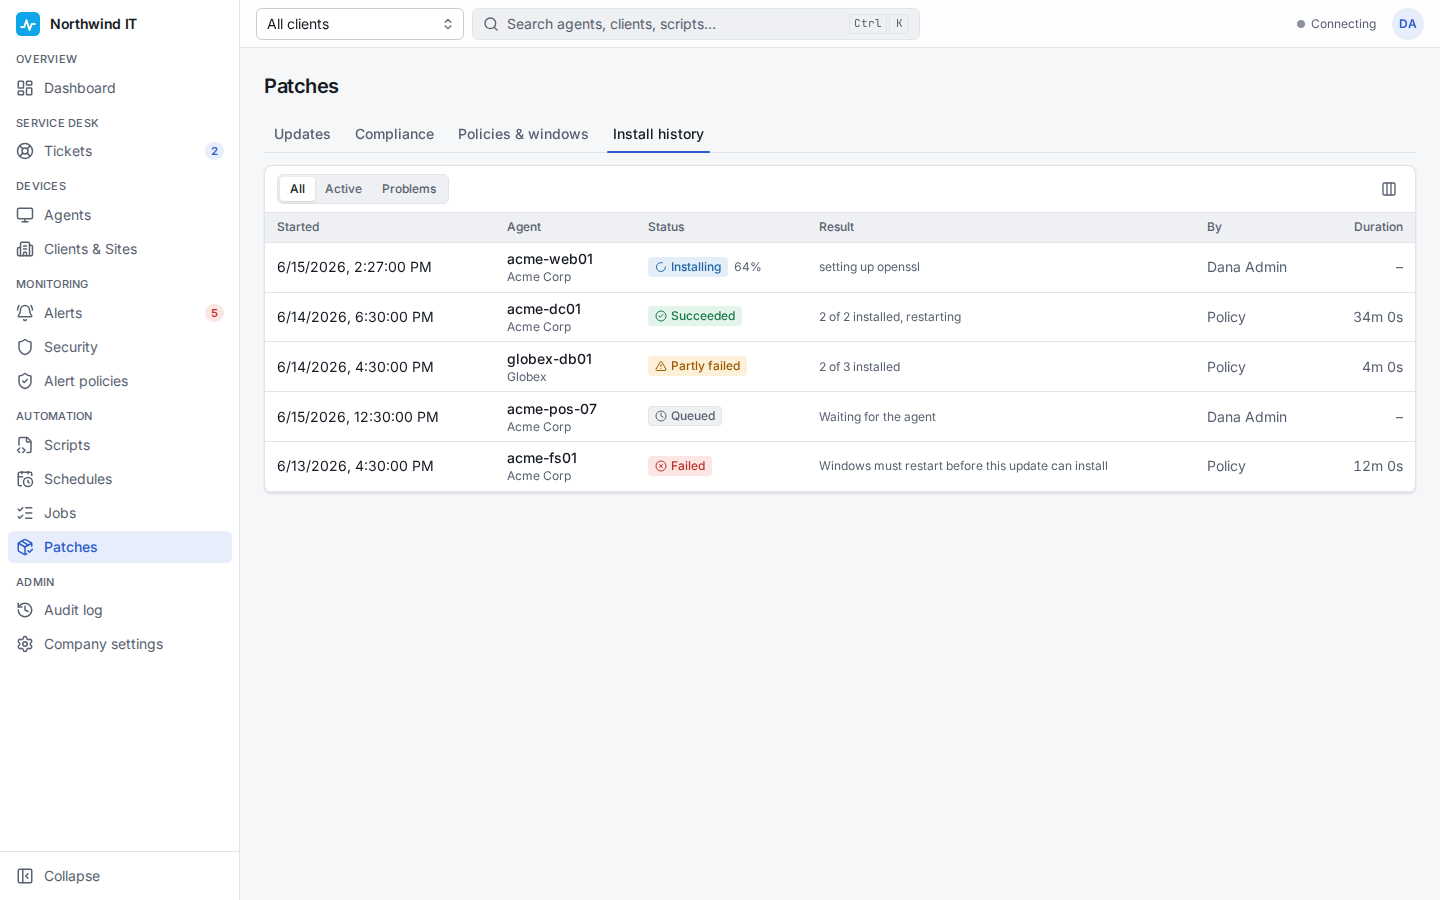 Northwind IT
All clients
Search agents, clients, scripts...
Ctrl K
Connecting
DA
OVERVIEW
Dashboard
SERVICE DESK
Tickets 2
DEVICES
Agents
Clients & Sites
MONITORING
Alerts 5
Security
Alert policies
AUTOMATION
Scripts
Schedules
Jobs
Patches
ADMIN
Audit log
Company settings
Collapse
Patches
Updates Compliance Policies & windows Install history
All Active Problems
Started Agent Status Result By Duration
6/15/2026, 2:27:00 PM acme-web01 Acme Corp Installing 64% setting up openssl Dana Admin –
6/14/2026, 6:30:00 PM acme-dc01 Acme Corp Succeeded 2 of 2 installed, restarting Policy 34m 0s
6/14/2026, 4:30:00 PM globex-db01 Globex Partly failed 2 of 3 installed Policy 4m 0s
6/15/2026, 12:30:00 PM acme-pos-07 Acme Corp Queued Waiting for the agent Dana Admin –
6/13/2026, 4:30:00 PM acme-fs01 Acme Corp Failed Windows must restart before this update can install Policy 12m 0s